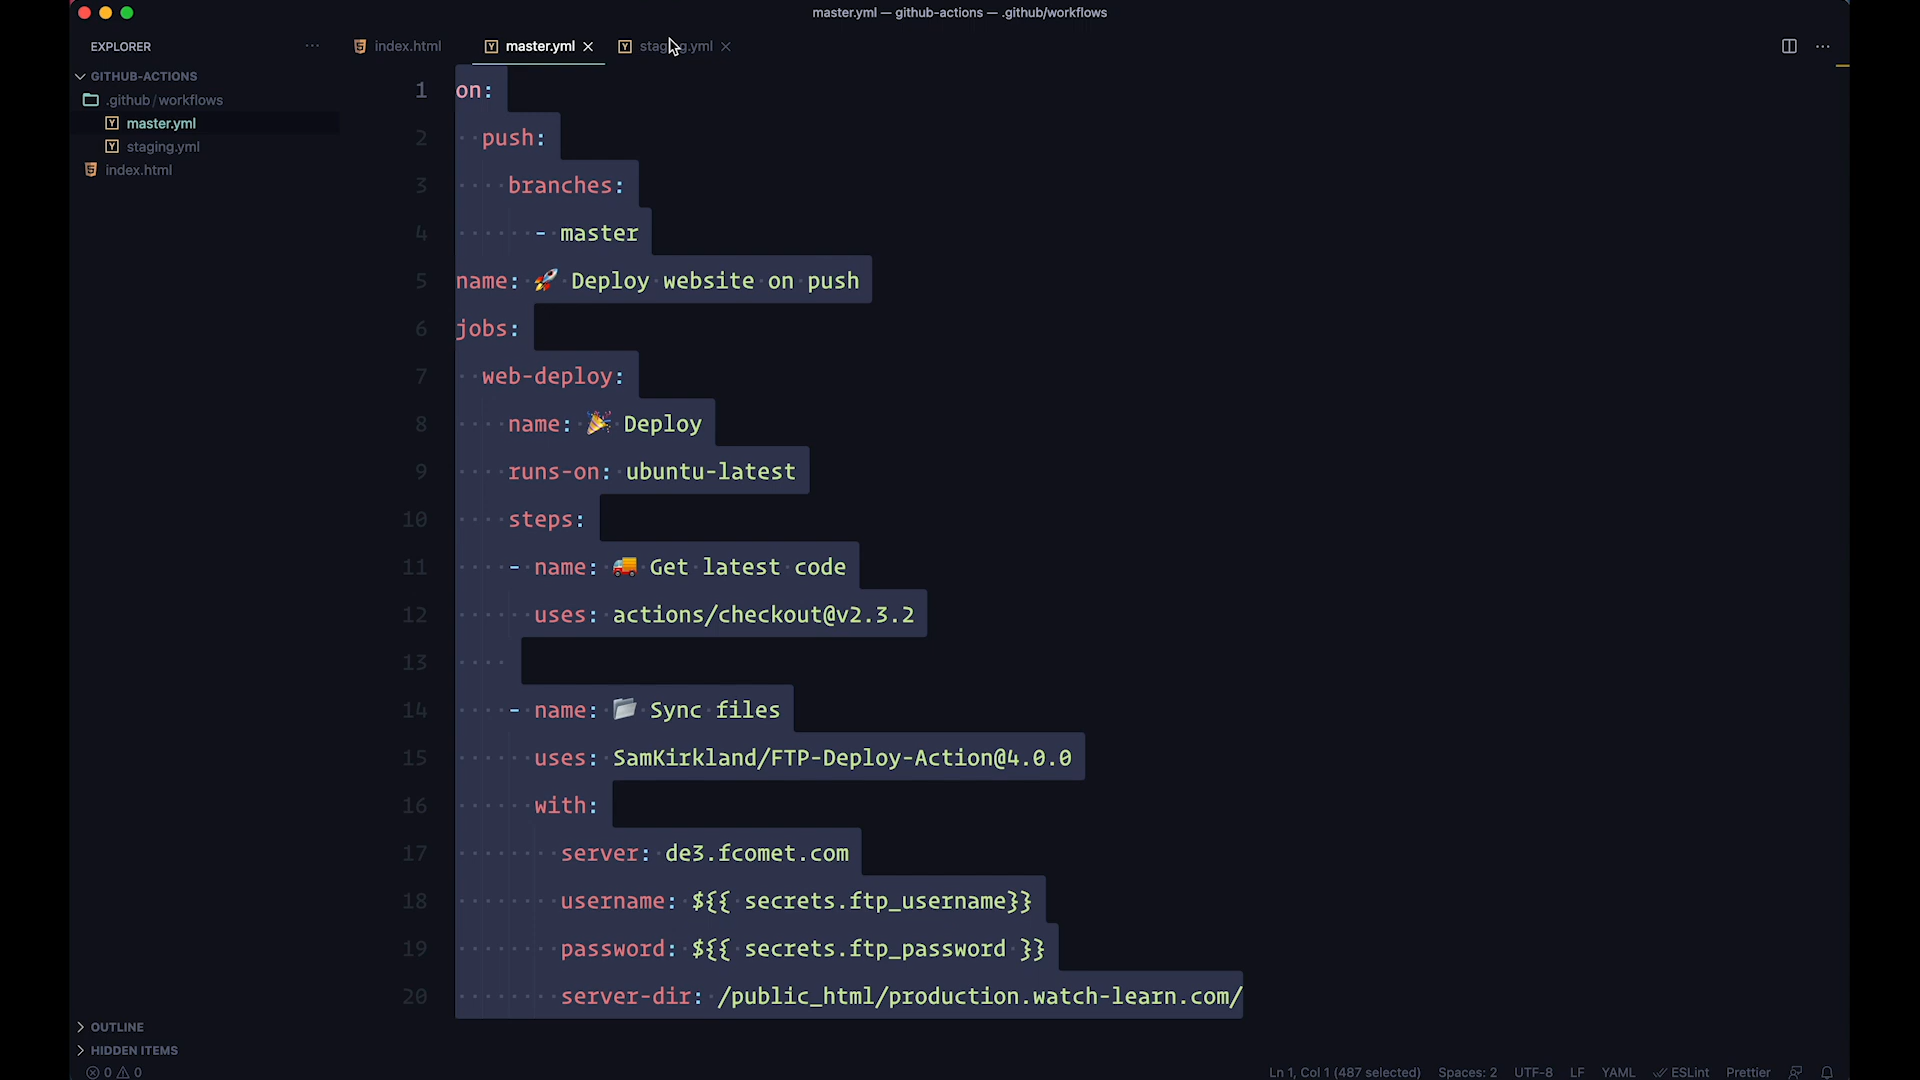 master.yml — github-actions — .github/workflows
EXPLORER
index.html
master.yml
staging.yml
GITHUB-ACTIONS
.github/workflows
master.yml
staging.yml
index.html
1 on:
2 push:
3 branches:
4 - master
5 name: 🚀 Deploy website on push
6 jobs:
7 web-deploy:
8 name: 🎉 Deploy
9 runs-on: ubuntu-latest
10 steps:
11 - name: 🚚 Get latest code
12 uses: actions/checkout@v2.3.2
13
14 - name: 📂 Sync files
15 uses: SamKirkland/FTP-Deploy-Action@4.0.0
16 with:
17 server: de3.fcomet.com
18 username: ${{ secrets.ftp_username}}
19 password: ${{ secrets.ftp_password }}
20 server-dir: /public_html/production.watch-learn.com/
OUTLINE
HIDDEN ITEMS
0 0
Ln 1, Col 1 (487 selected) Spaces: 2 UTF-8 LF YAML ESLint Prettier